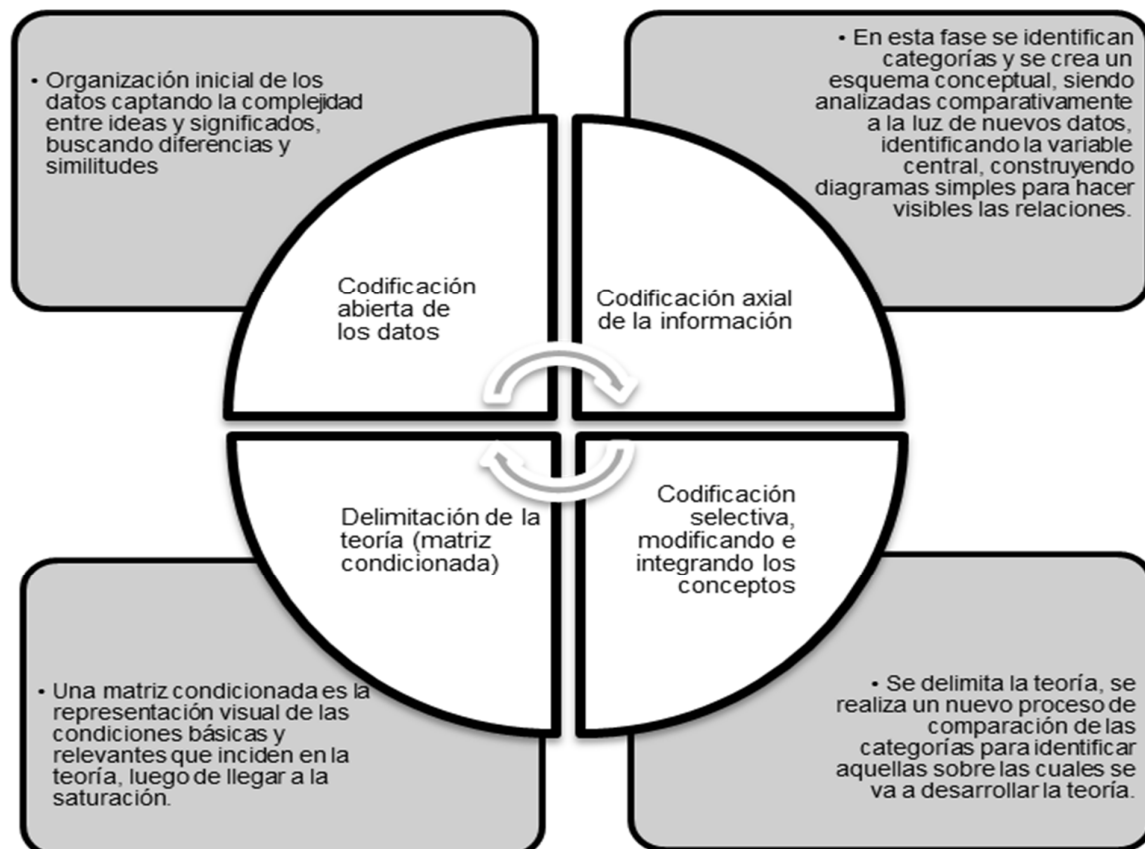 • Organización inicial de los
datos captando la complejidad
entre ideas y significados,
buscando diferencias y
similitudes
• En esta fase se identifican
categorías y se crea un
esquema conceptual, siendo
analizadas comparativamente
a la luz de nuevos datos,
identificando la variable
central, construyendo
diagramas simples para hacer
visibles las relaciones.
Codificación
abierta de
los datos
Codificación axial
de la información
Delimitación de la
teoría (matriz
condicionada)
Codificación
selectiva,
modificando e
integrando los
conceptos
• Una matriz condicionada es la
representación visual de las
condiciones básicas y
relevantes que inciden en la
teoría, luego de llegar a la
saturación.
• Se delimita la teoría, se
realiza un nuevo proceso de
comparación de las
categorías para identificar
aquellas sobre las cuales se
va a desarrollar la teoría.